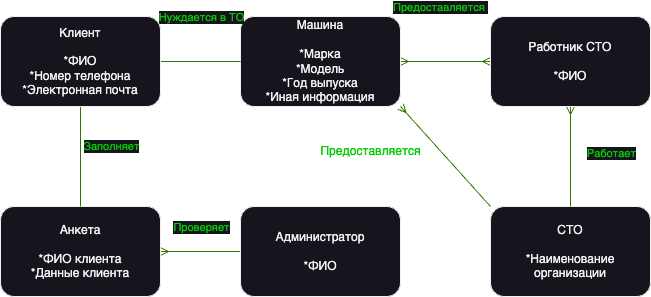 Клиент
*ФИО
*Номер телефона
*Электронная почта
Нуждается в ТО
Машина
*Марка
*Модель
*Год выпуска
*Иная информация
Предоставляется
Работник СТО
*ФИО
Заполняет
Предоставляется
Работает
Анкета
*ФИО клиента
*Данные клиента
Проверяет
Администратор
*ФИО
СТО
*Наименование
организации